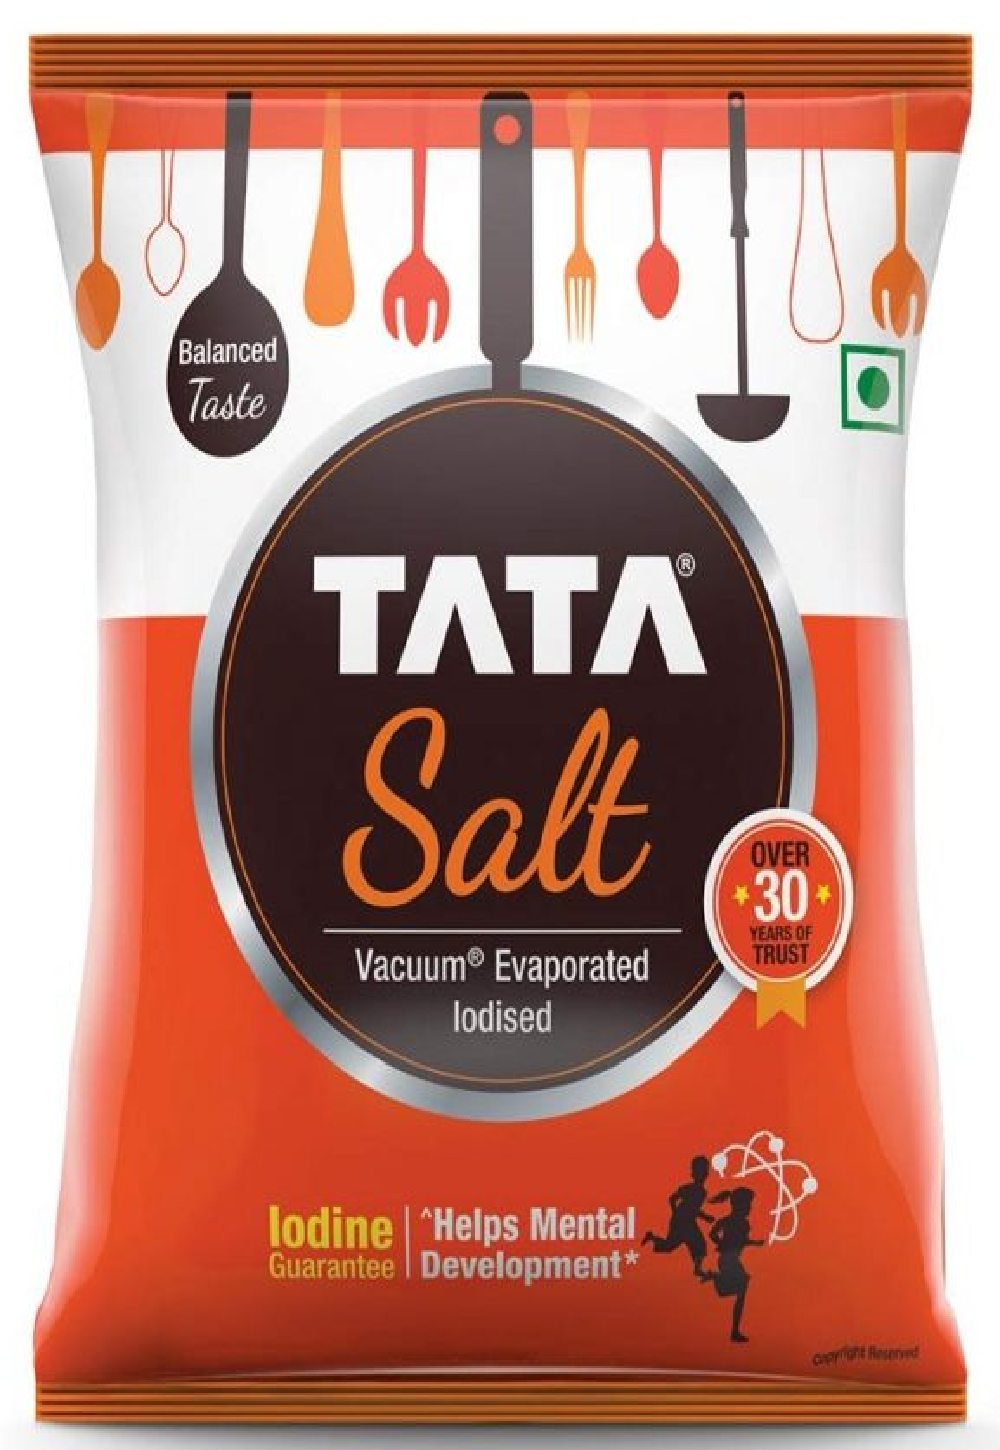 Balanced
Taste
TATA®
Salt
Vacuum® Evaporated
Iodised
OVER
30
YEARS OF
TRUST
Iodine
Guarantee
^Helps Mental
Development*
Copyright Reserved